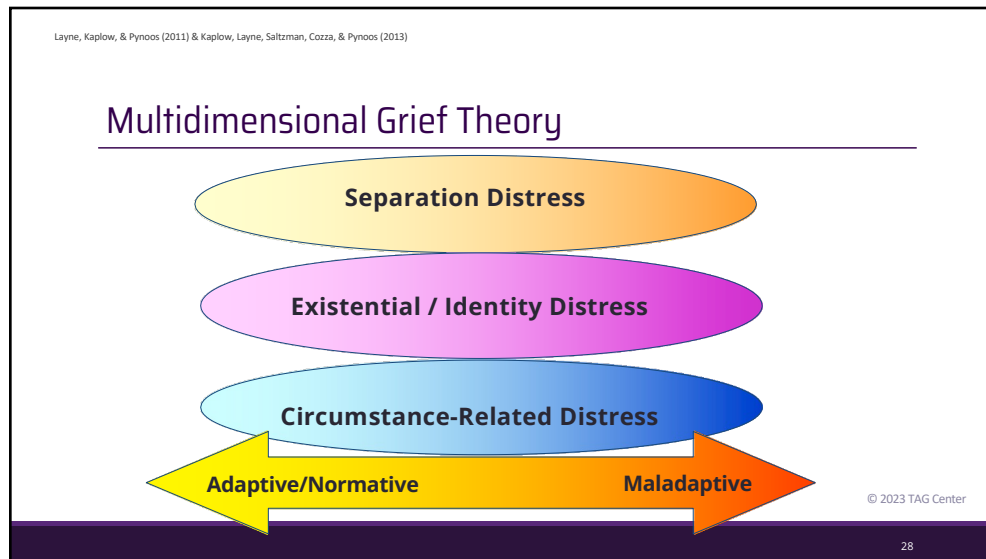 Layne, Kaplow, & Pynoos (2011) & Kaplow, Layne, Saltzman, Cozza, & Pynoos (2013)
Multidimensional Grief Theory
Separation Distress
Existential / Identity Distress
Circumstance-Related Distress
Adaptive/Normative Maladaptive
© 2023 TAG Center
28